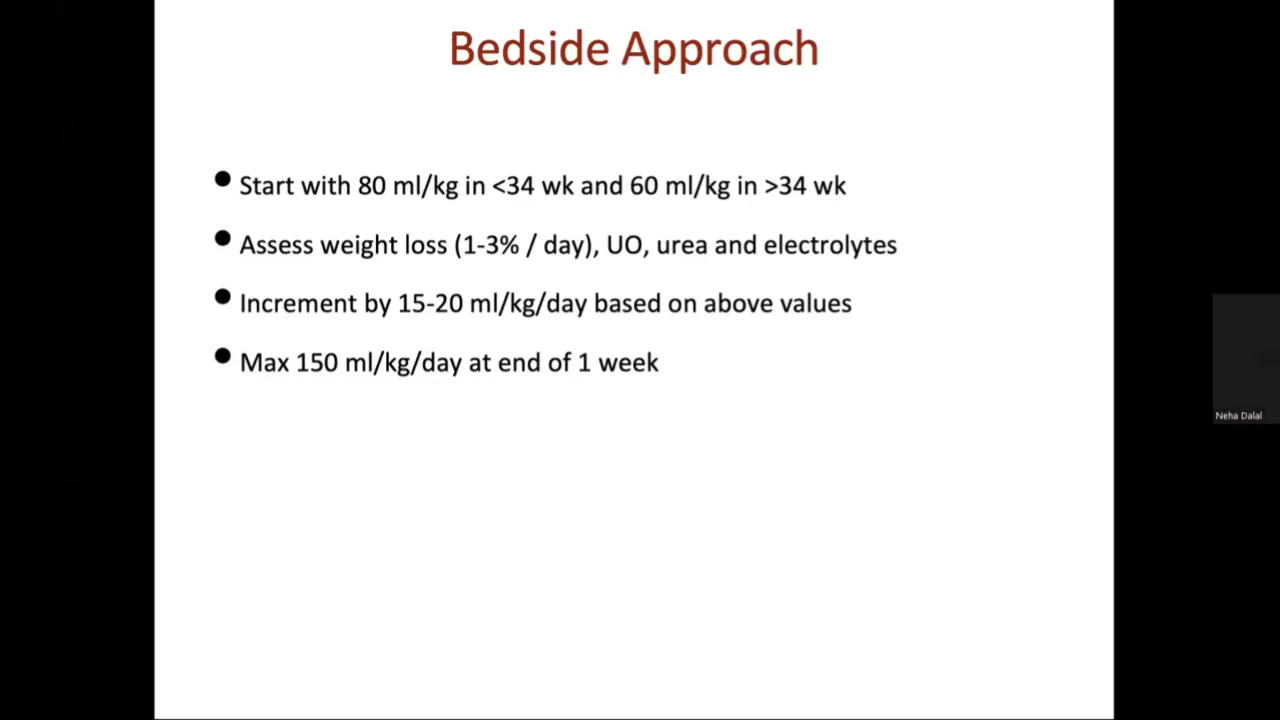 Bedside Approach
● Start with 80 ml/kg in <34 wk and 60 ml/kg in >34 wk
● Assess weight loss (1-3% / day), UO, urea and electrolytes
● Increment by 15-20 ml/kg/day based on above values
● Max 150 ml/kg/day at end of 1 week
Neha Dalal